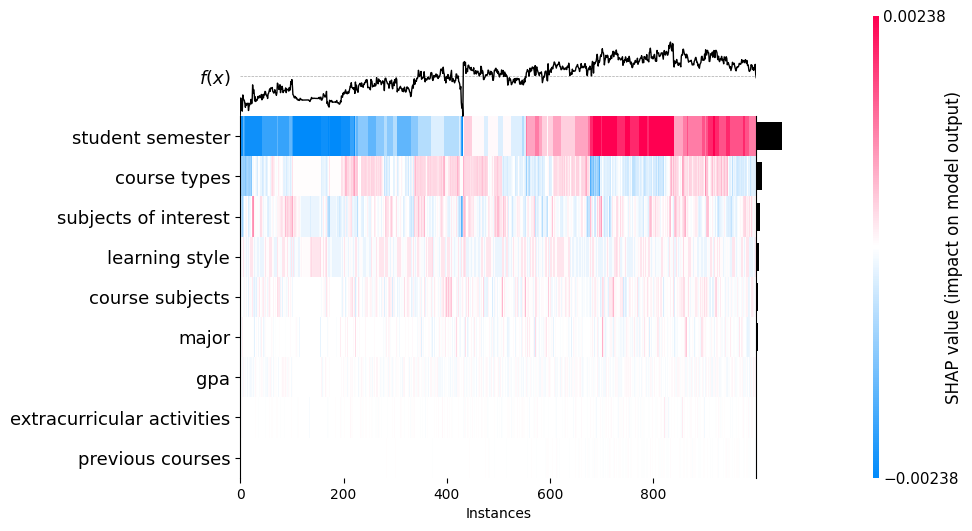 0.00238
f(x)
student semester
course types
subjects of interest
learning style
course subjects
major
gpa
extracurricular activities
previous courses
SHAP value (impact on model output)
−0.00238
0 200 400 600 800
Instances